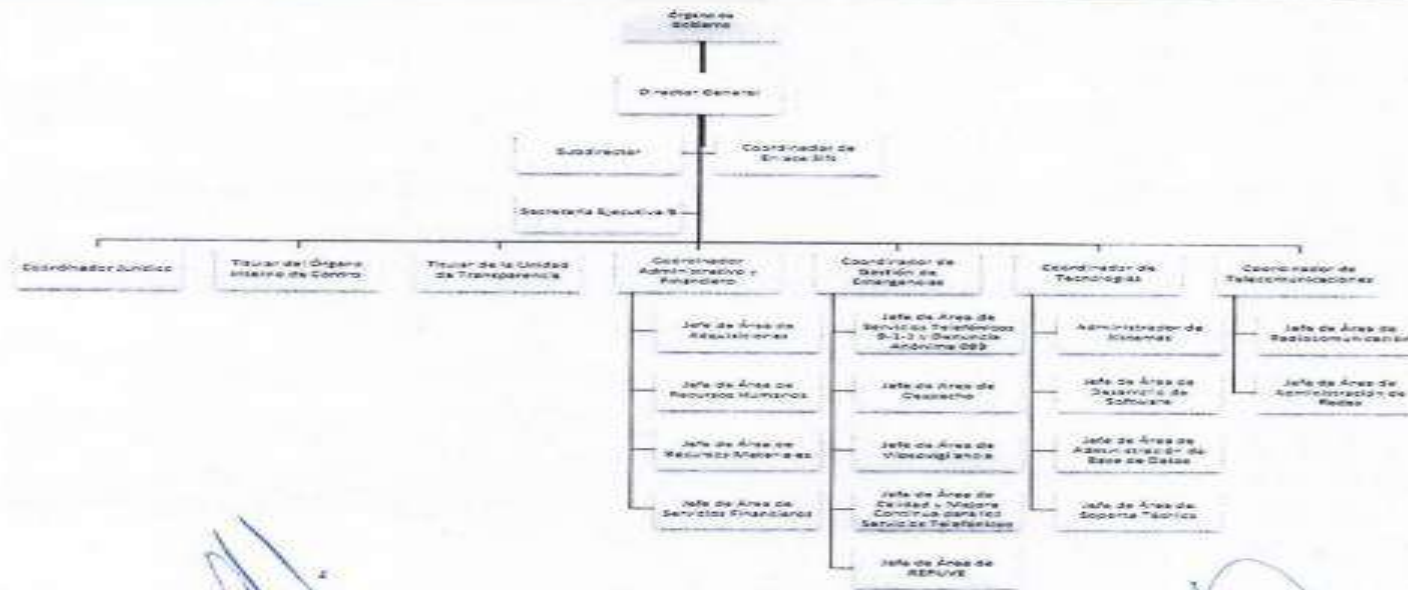 Órgano de
Gobierno
Director General
Subdirector
Coordinador de
Enlace
Secretaria Ejecutiva B
Coordinador Jurídico
Titular del Órgano
Interno de Control
Titular de la Unidad
de Transparencia
Coordinador
Administrativo y
Financiero
Coordinador de
Gestión de
Emergencias
Coordinador de
Tecnologías
Coordinador de
Telecomunicaciones
Jefe de Área de
Adquisiciones
Jefe de Área de
Recursos Humanos
Jefe de Área de
Recursos Materiales
Jefe de Área de
Servicios Financieros
Jefe de Área de
Servicios Telefónicos
9-1-1 y Denuncia
Anónima 089
Jefe de Área de
Despacho
Jefe de Área de
Videovigilancia
Jefe de Área de
Calidad y Mejora
Continua para los
Servicios Telefónicos
Jefe de Área de
REPUVE
Administrador de
Sistemas
Jefe de Área de
Desarrollo de
Software
Jefe de Área de
Administración de
Base de Datos
Jefe de Área de
Soporte Técnico
Jefe de Área de
Radiocomunicación
Jefe de Área de
Administración de
Redes